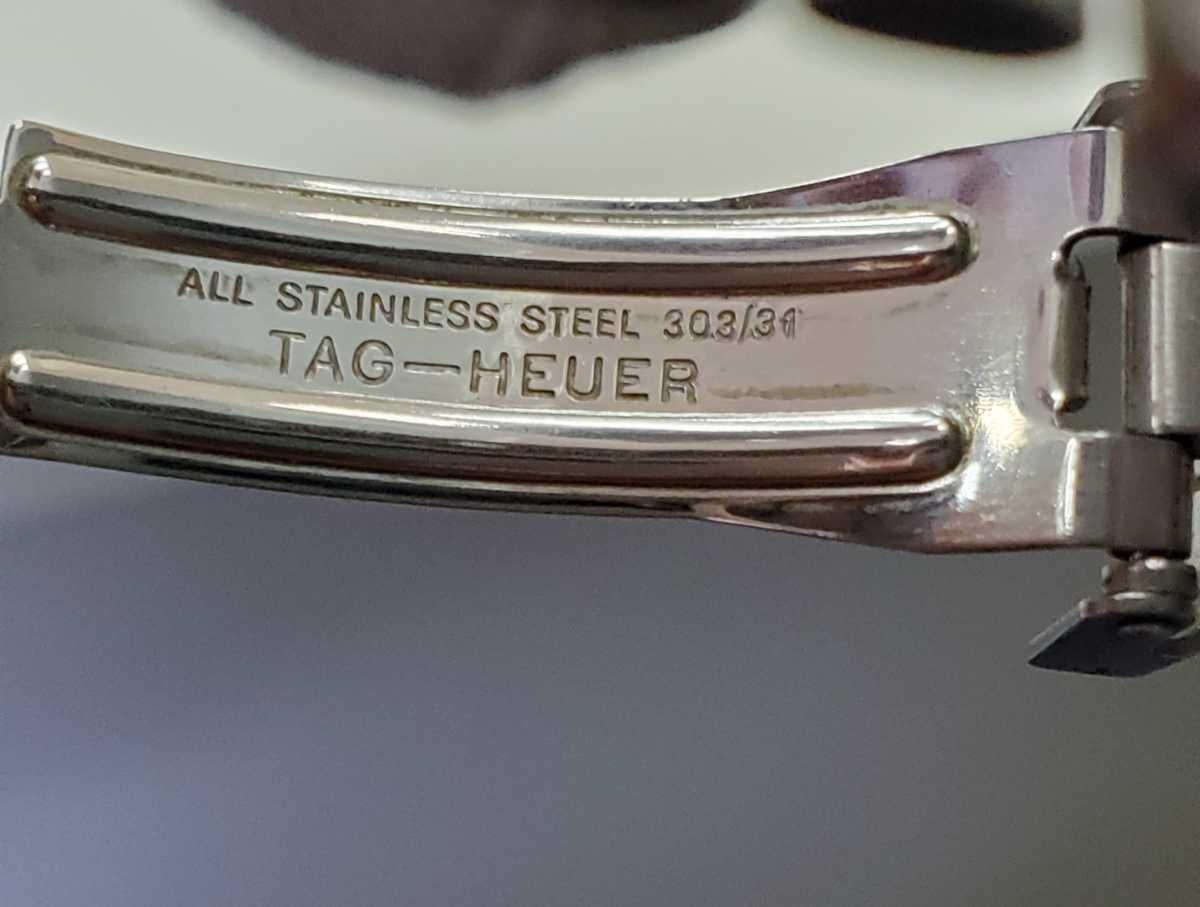 ALL STAINLESS STEEL 303/31
TAG—HEUER